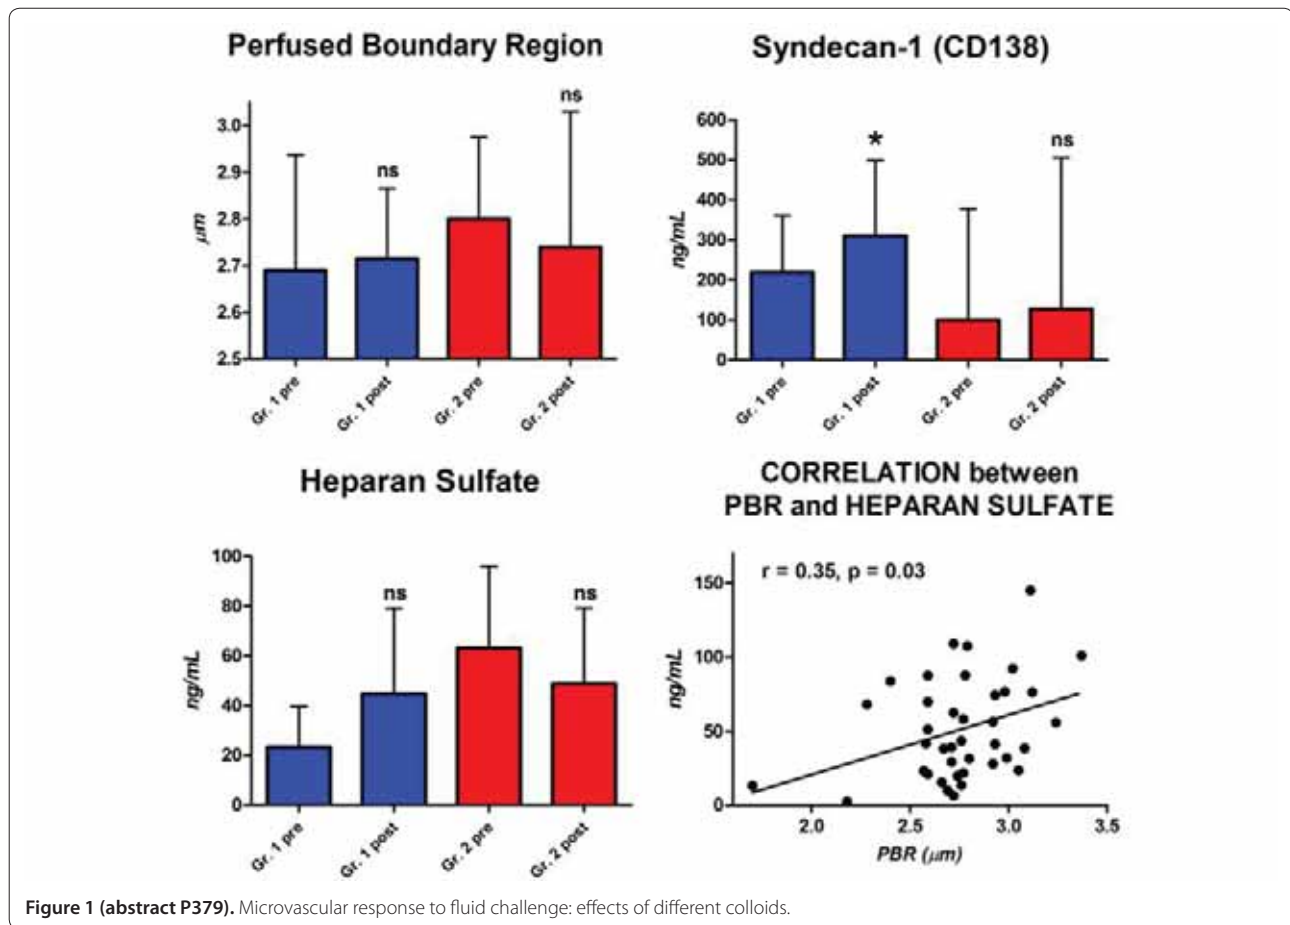 Perfused Boundary Region
ns
ns
3.0
2.9
2.8
2.7
2.6
2.5
μm
Gr. 1 pre
Gr. 1 post
Gr. 2 pre
Gr. 2 post
Syndecan-1 (CD138)
*
ns
600
500
400
300
200
100
0
ng/mL
Gr. 1 pre
Gr. 1 post
Gr. 2 pre
Gr. 2 post
Heparan Sulfate
ns
ns
100
80
60
40
20
0
ng/mL
Gr. 1 pre
Gr. 1 post
Gr. 2 pre
Gr. 2 post
CORRELATION between
PBR and HEPARAN SULFATE
r = 0.35, p = 0.03
150
100
50
0
ng/mL
2.0
2.5
3.0
3.5
PBR (μm)
Figure 1 (abstract P379). Microvascular response to fluid challenge: effects of different colloids.